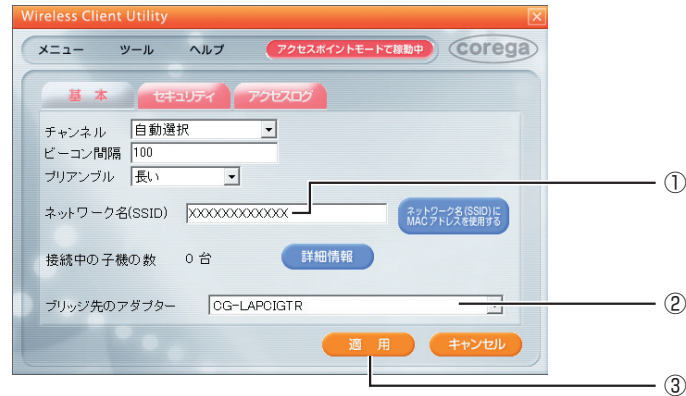 Wireless Client Utility
メニュー ツール ヘルプ アクセスポイントモードで稼動中 corega
基本 セキュリティ アクセスログ
チャンネル 自動選択
ビーコン間隔 100
プリアンブル 長い
ネットワーク名(SSID) XXXXXXXXXXXX ネットワーク名(SSID)に
MACアドレスを使用する
①
接続中の子機の数 0 台 詳細情報
ブリッジ先のアダプター CG-LAPCIGTR
②
適用 キャンセル
③